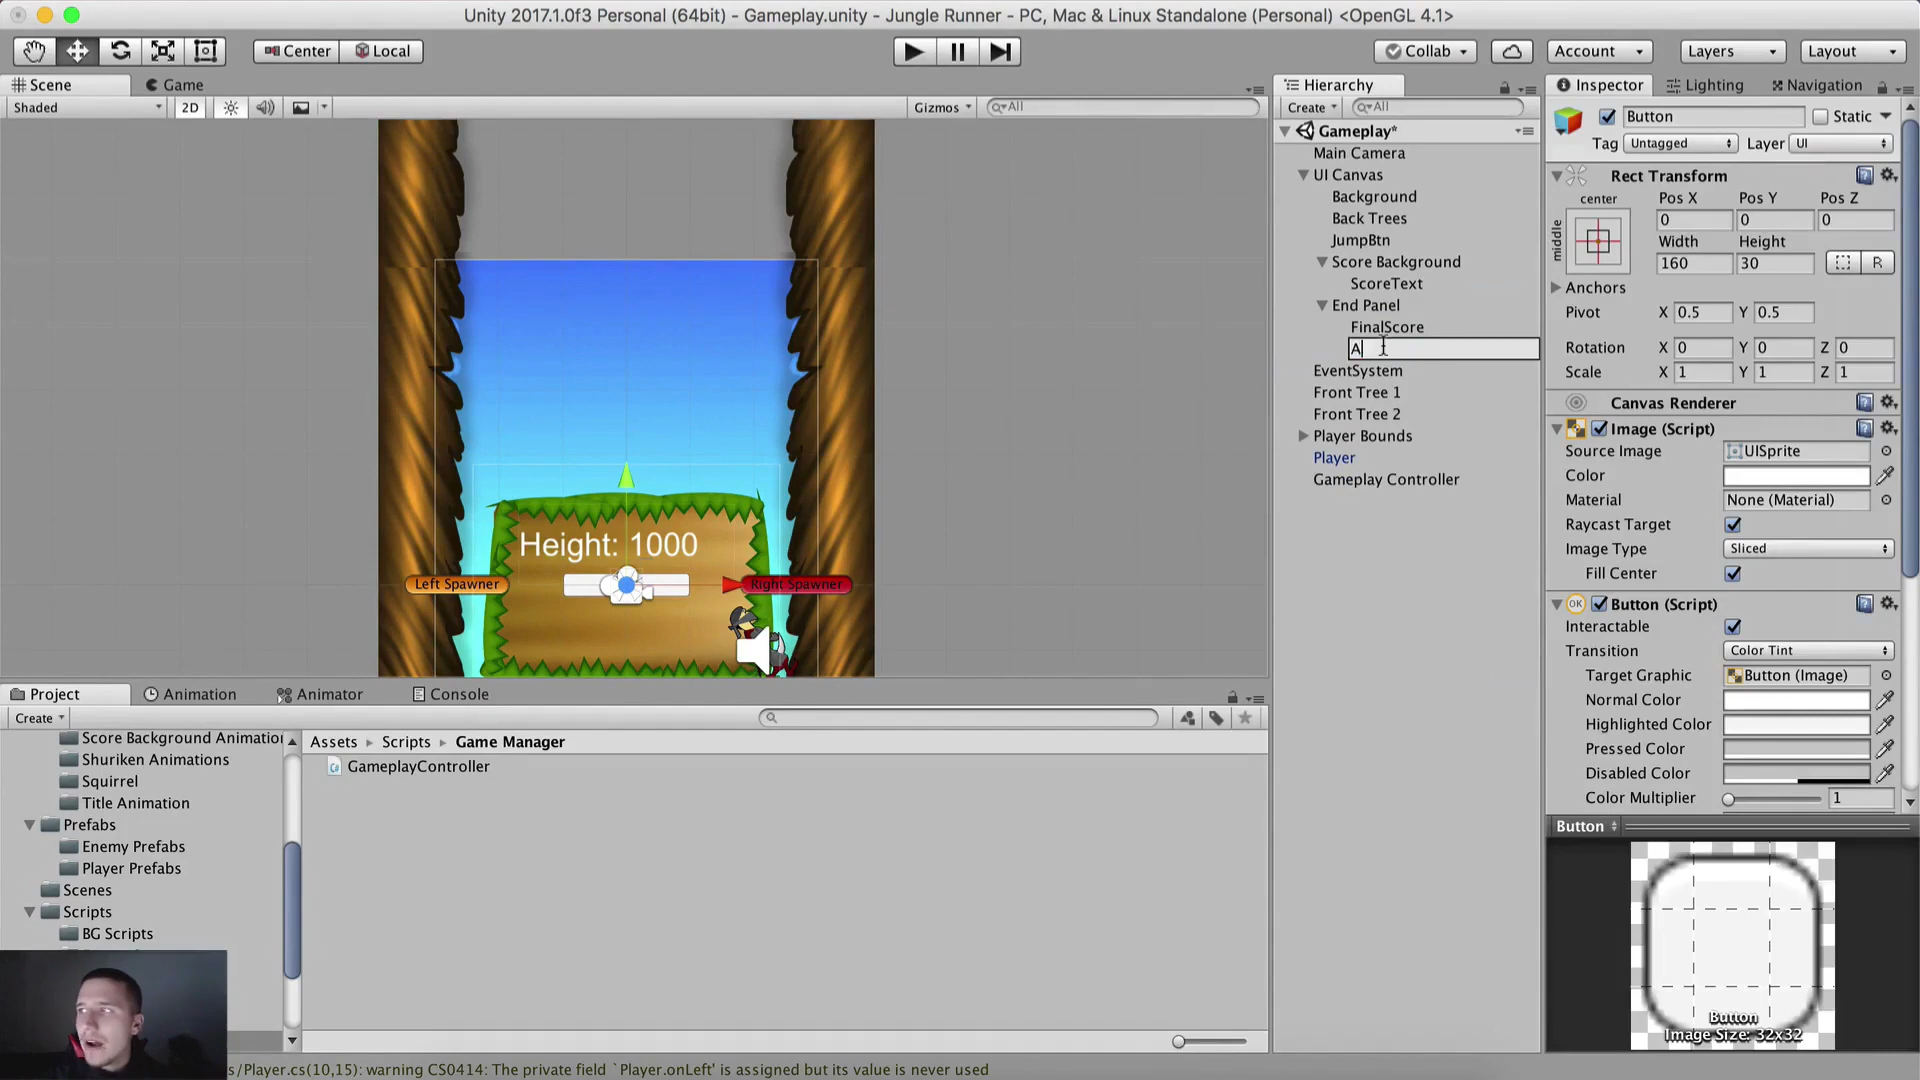 Unity 2017.1.0f3 Personal (64bit) - Gameplay.unity - Jungle Runner - PC, Mac & Linux Standalone (Personal) <OpenGL 4.1>
Center Local
Collab Account Layers Layout
Scene Game
Shaded 2D Gizmos All
Height: 1000
Left Spawner Right Spawner
Hierarchy
Create All
Gameplay*
Main Camera
UI Canvas
Background
Back Trees
JumpBtn
Score Background
ScoreText
End Panel
FinalScore
A
EventSystem
Front Tree 1
Front Tree 2
Player Bounds
Player
Gameplay Controller
Inspector Lighting Navigation
Button Static
Tag Untagged Layer UI
Rect Transform
center Pos X Pos Y Pos Z
0 0 0
middle Width Height
160 30 R
Anchors
Pivot X 0.5 Y 0.5
Rotation X 0 Y 0 Z 0
Scale X 1 Y 1 Z 1
Canvas Renderer
Image (Script)
Source Image UISprite
Color
Material None (Material)
Raycast Target
Image Type Sliced
Fill Center
OK Button (Script)
Interactable
Transition Color Tint
Target Graphic Button (Image)
Normal Color
Highlighted Color
Pressed Color
Disabled Color
Color Multiplier 1
Button
Button
Image Size: 32x32
Project Animation Animator Console
Create
Score Background Animatio
Shuriken Animations
Squirrel
Title Animation
Prefabs
Enemy Prefabs
Player Prefabs
Scenes
Scripts
BG Scripts
Assets Scripts Game Manager
GameplayController
s/Player.cs(10,15): warning CS0414: The private field `Player.onLeft' is assigned but its value is never used